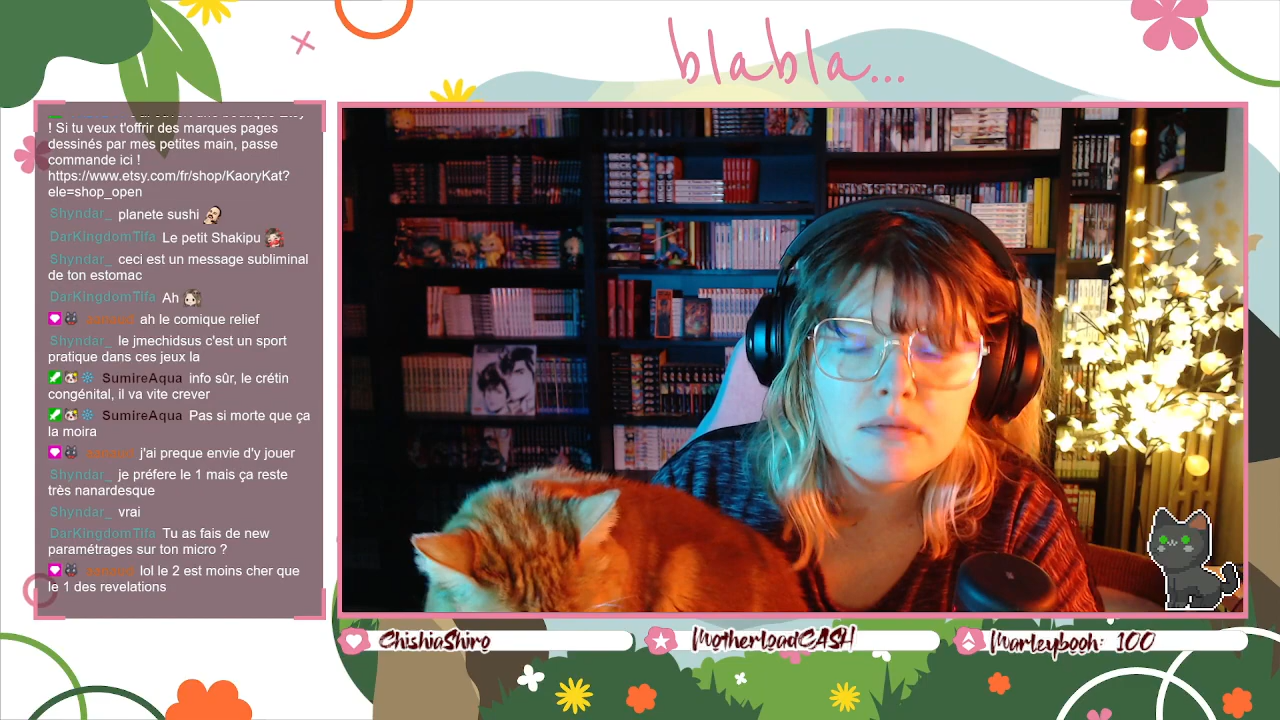 blabla...
! Si tu veux t'offrir des marques pages
dessinés par mes petites main, passe
commande ici !
https://www.etsy.com/fr/shop/KaoryKat?
ele=shop_open
Shyndar_ planete sushi
DarKIngdomTifa Le petit Shakipu
Shyndar_ ceci est un message subliminal
de ton estomac
DarKIngdomTifa Ah
ah le comique relief
Shyndar_ le jmechidsus c'est un sport
pratique dans ces jeux la
SumireAqua info sûr, le crétin
congénital, il va vite crever
SumireAqua Pas si morte que ça
la moira
j'ai preque envie d'y jouer
Shyndar_ je préfere le 1 mais ça reste
très nanardesque
Shyndar_ vrai
DarKIngdomTifa Tu as fais de new
paramétrages sur ton micro ?
lol le 2 est moins cher que
le 1 des revelations
ChishiaShiro
MotherLoadCASH
Marleybooh: 100